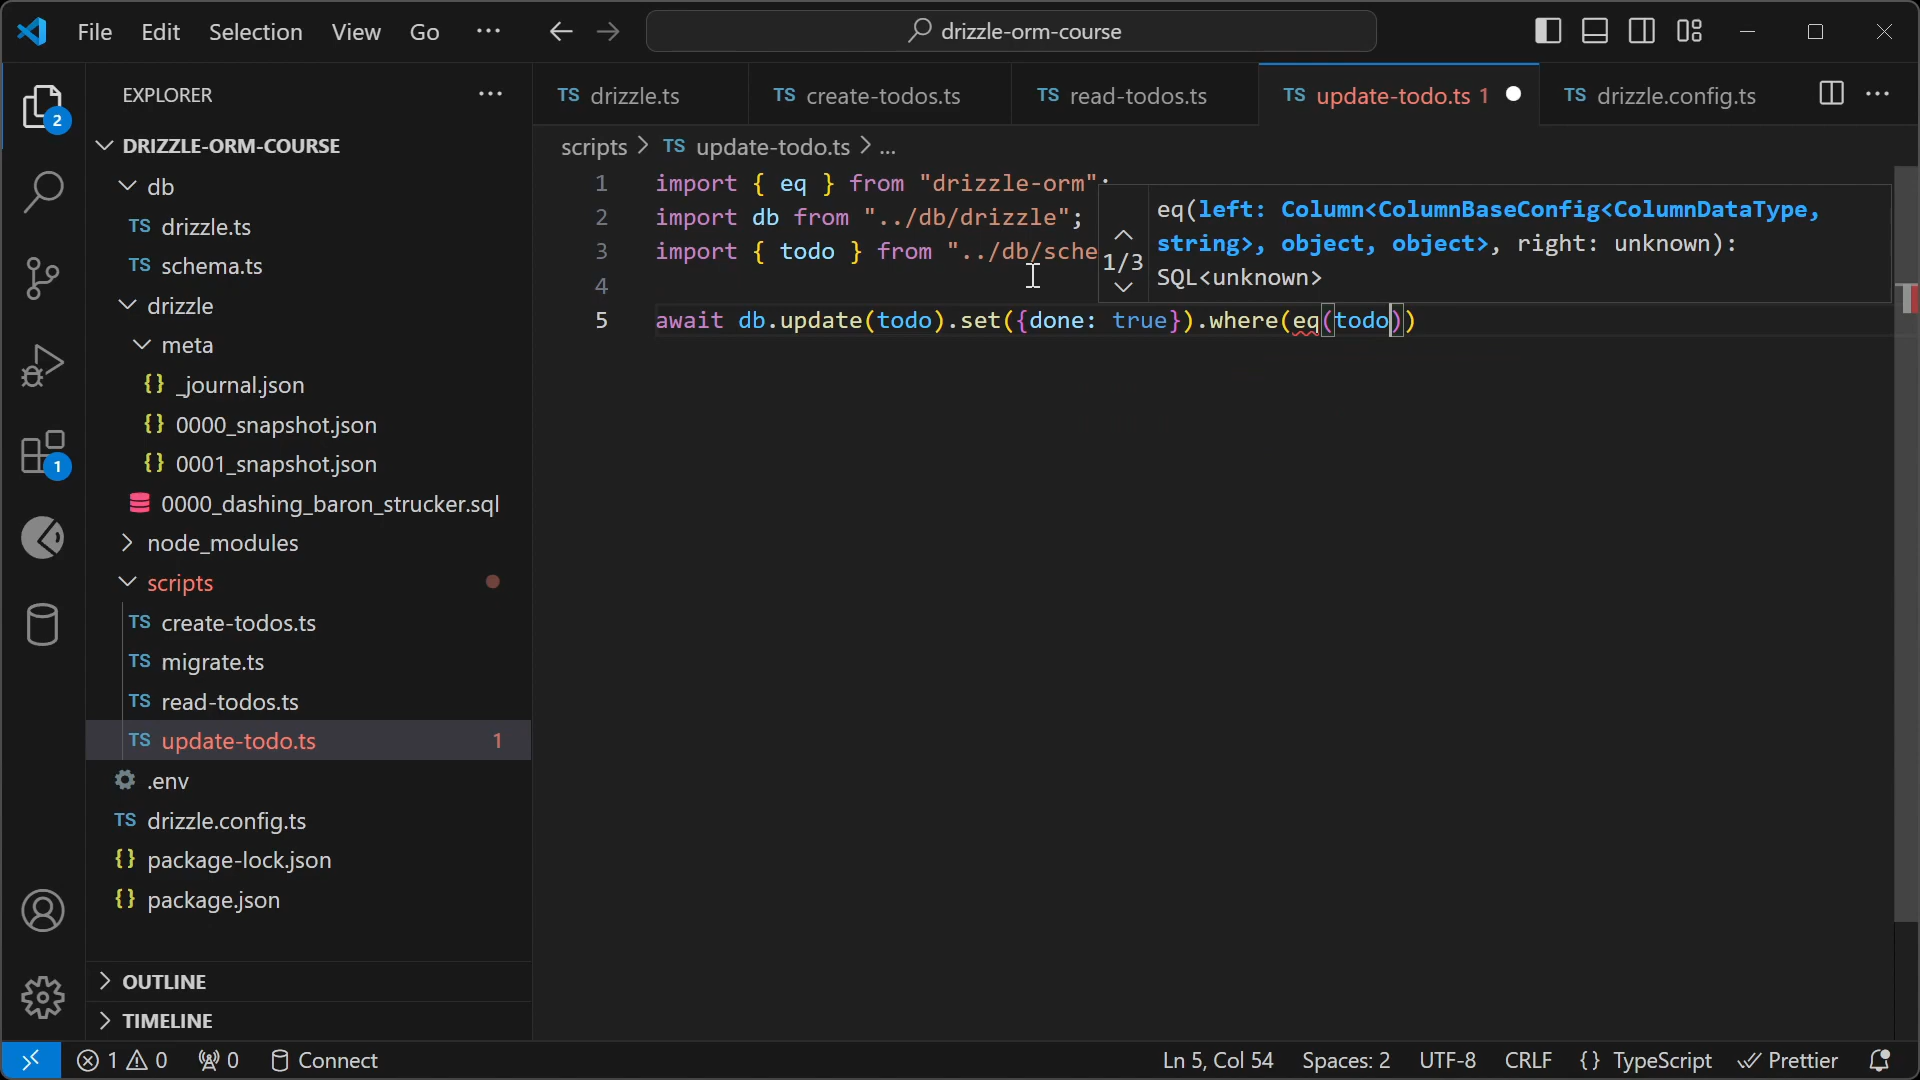 File Edit Selection View Go ···
drizzle-orm-course
EXPLORER
2
DRIZZLE-ORM-COURSE
db
TS drizzle.ts
TS schema.ts
drizzle
meta
{} _journal.json
{} 0000_snapshot.json
{} 0001_snapshot.json
0000_dashing_baron_strucker.sql
node_modules
scripts
TS create-todos.ts
TS migrate.ts
TS read-todos.ts
TS update-todo.ts 1
.env
TS drizzle.config.ts
{} package-lock.json
{} package.json
1
OUTLINE
TIMELINE
TS drizzle.ts TS create-todos.ts TS read-todos.ts TS update-todo.ts 1 TS drizzle.config.ts
scripts > TS update-todo.ts > ...
1 import { eq } from "drizzle-orm";
2 import db from "../db/drizzle";
3 import { todo } from "../db/sche
4
5 await db.update(todo).set({done: true}).where(eq(todo))
1/3
eq(left: Column<ColumnBaseConfig<ColumnDataType,
string>, object, object>, right: unknown):
SQL<unknown>
1 0 0 Connect Ln 5, Col 54 Spaces: 2 UTF-8 CRLF {} TypeScript Prettier